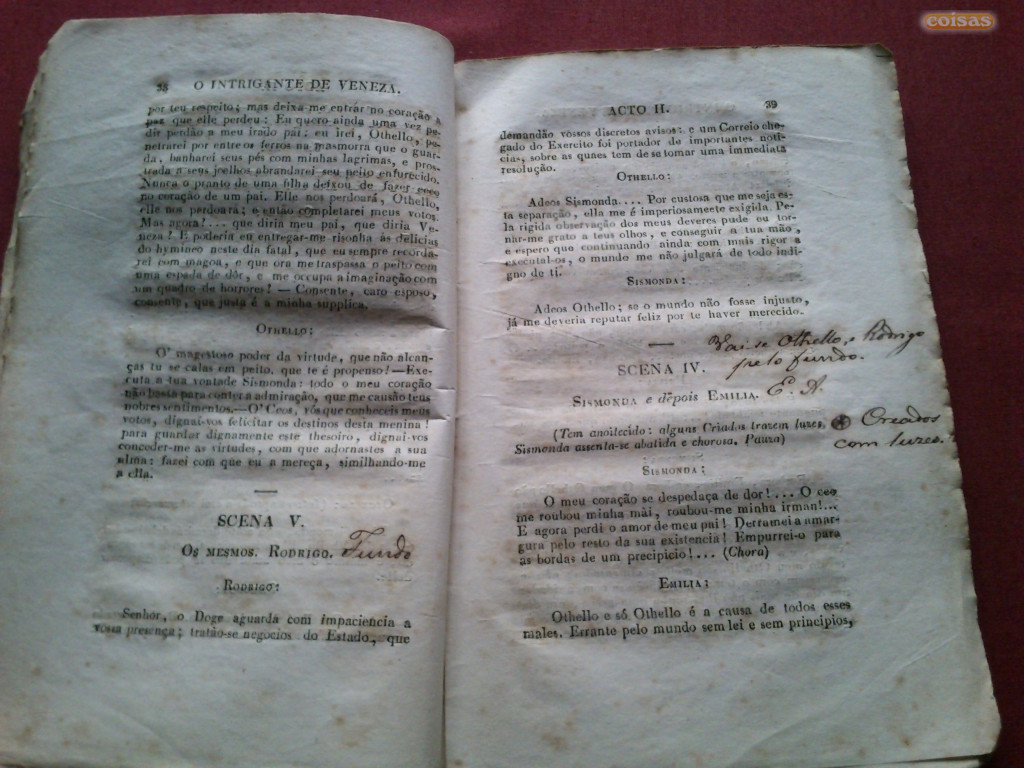 38 O INTRIGANTE DE VENEZA.
por teu respeito; mas deixa-me entrar no coração a
paz que elle perdeu: Eu quero ainda uma vez pe-
dir perdão a meu irado pai: eu irei, Othello, pe-
netrarei por entre os ferros na masmorra que o guar-
da, banharei seus pés com minhas lagrimas, e pros-
trada a seus joelhos abrandarei seu peito enfurecido.
Nunca o pranto de uma filha deixou de fazer ecco
no coração de um pai. Elle nos perdoará, Othello,
elle nos perdoará; e então completarei meus votos.
Mas agora!... que diria meu pai, que diria Ve-
neza! E poderia eu entregar-me risonha ás delicias
do hymineo neste dia fatal, que eu sempre recorda-
rei com magoa, e que ora me traspassa o peito com
uma espada de dôr, e me occupa a imaginação com
um quadro de horrores! — Consente, caro esposo,
consente, que justa é a minha supplica.
OTHELLO;
O' magestoso poder da virtude, que não alcan-
ças tu se calas em peito, que te é propenso!—Exe-
cuta a tua vontade Sismonda: todo o meu coração
não basta para conter a admiração, que me causão teus
nobres sentimentos.—O' Ceos, vós que conheceis meus
votos, dignai-vos felicitar os destinos desta menina!
para guardar dignamente este thesoiro, dignai-vos
conceder-me as virtudes, com que adornastes a sua
alma: fazei com que eu a mereça, similhando-me
a ella.
SCENA V.
OS MESMOS. RODRIGO. Fundo
RODRIGO:
Senhor, o Doge aguarda com impaciencia a
vossa presença; tratão-se negocios do Estado, que
ACTO II. 39
demandão vossos discretos avisos: e um Correio che-
gado do Exercito foi portador de importantes noti-
cias, sobre as qunes tem de se tomar uma immediata
resolução.
OTHELLO:
Adeos Sismonda.... Por custosa que me seja es-
ta separação, ella me é imperiosamente exigida. Pe-
la rigida observação dos meus deveres pude eu tor-
nar-me grato a teus olhos, e conseguir a tua mão,
e espero que continuando ainda com mais rigor a
executal-os, o mundo me não julgará de todo indi-
gno de ti.
SISMONDA:
Adeos Othello; se o mundo não fosse injusto,
já me deveria reputar feliz por te haver merecido.
Vai-se Othello, e Rodrigo
pelo fundo.
SCENA IV.
SISMONDA e depois EMILIA. E. A.
(Tem anoitecido: alguns Criados trazem luzes. Creados
Sismonda assenta-se abatida e chorosa. Pauza) com luzes.
SISMONDA;
O meu coração se despedaça de dôr!... O ceo
me roubou minha mãi, roubou-me minha irman!...
E agora perdi o amor de meu pai! Derramei a amar-
gura pelo resto da sua existencia! Empurrei-o para
as bordas de um precipicio!... (Chora)
EMILIA;
Othello e só Othello é a causa de todos esses
males. Errante pelo mundo sem lei e sem principios,
coisas